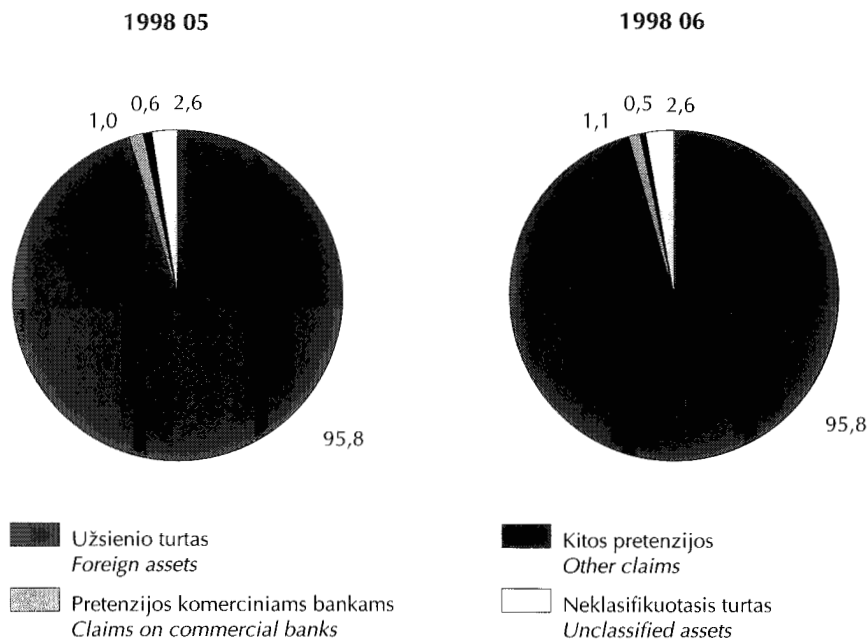 1998 05
1998 06
1,0
0,6
2,6
95,8
1,1
0,5
2,6
95,8
Užsienio turtas
Foreign assets
Pretenzijos komerciniams bankams
Claims on commercial banks
Kitos pretenzijos
Other claims
Neklasifikuotasis turtas
Unclassified assets